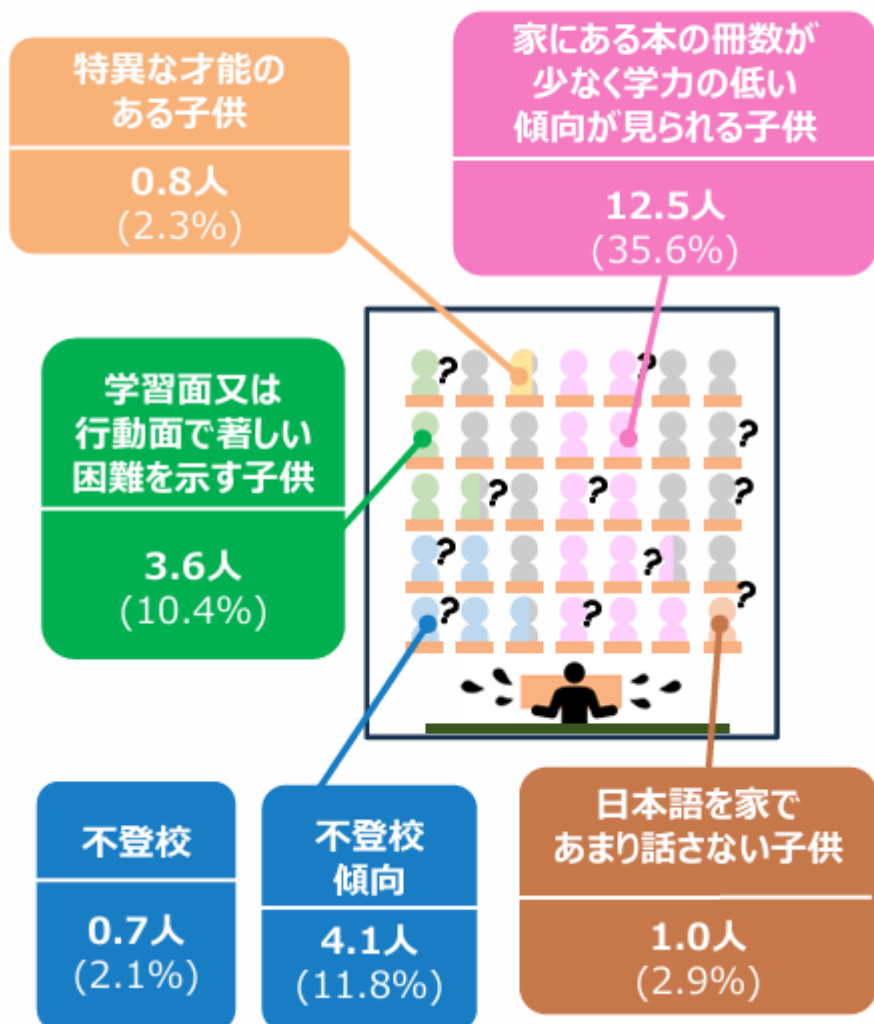 特異な才能の
ある子供
0.8人
(2.3%)
家にある本の冊数が
少なく学力の低い
傾向が見られる子供
12.5人
(35.6%)
学習面又は
行動面で著しい
困難を示す子供
3.6人
(10.4%)
?
?
?
?
?
?
?
?
?
?
?
不登校
0.7人
(2.1%)
不登校
傾向
4.1人
(11.8%)
日本語を家で
あまり話さない子供
1.0人
(2.9%)